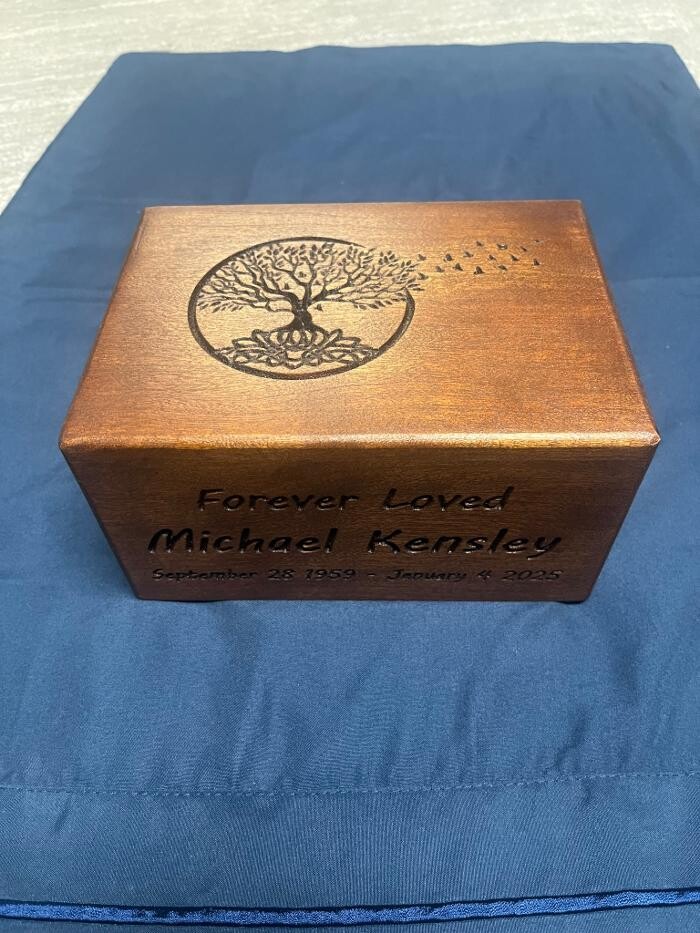 Forever Loved
Michael Kensley
September 28 1959 - January 4 2025